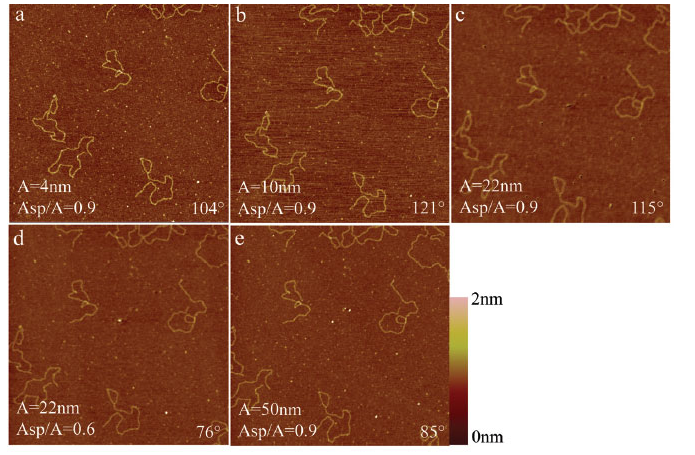 a
A=4nm
Asp/A=0.9
104°
b
A=10nm
Asp/A=0.9
121°
c
A=22nm
Asp/A=0.9
115°
d
A=22nm
Asp/A=0.6
76°
e
A=50nm
Asp/A=0.9
85°
2nm
0nm